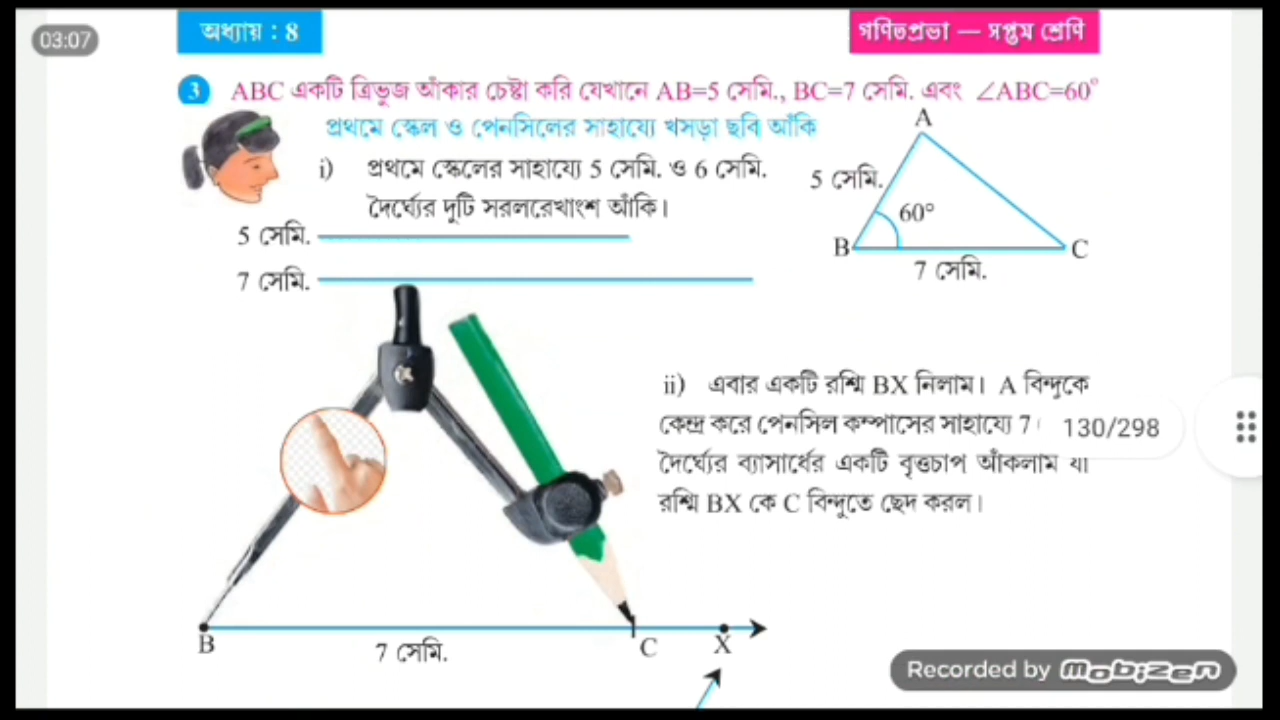 03:07
অধ্যায় : 8
গণিতপ্রভা — সপ্তম শ্রেণি
3 ABC একটি ত্রিভুজ আঁকার চেষ্টা করি যেখানে AB=5 সেমি., BC=7 সেমি. এবং ∠ABC=60°
প্রথমে স্কেল ও পেনসিলের সাহায্যে খসড়া ছবি আঁকি
i) প্রথমে স্কেলের সাহায্যে 5 সেমি. ও 6 সেমি.
দৈর্ঘ্যের দুটি সরলরেখাংশ আঁকি।
5 সেমি.
7 সেমি.
A
5 সেমি.
60°
B
C
7 সেমি.
ii) এবার একটি রশ্মি BX নিলাম। A বিন্দুকে
কেন্দ্র করে পেনসিল কম্পাসের সাহায্যে 7
130/298
দৈর্ঘ্যের ব্যাসার্ধের একটি বৃত্তচাপ আঁকলাম যা
রশ্মি BX কে C বিন্দুতে ছেদ করল।
B
7 সেমি.
C
X
Recorded by Mobizen